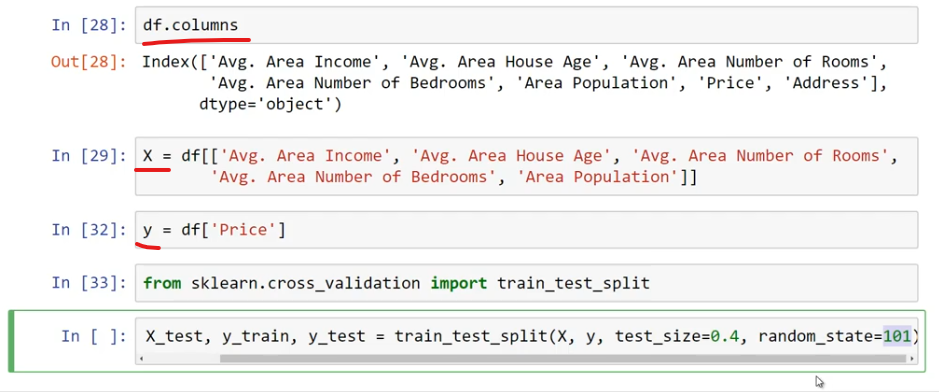 In [28]: df.columns
Out[28]: Index(['Avg. Area Income', 'Avg. Area House Age', 'Avg. Area Number of Rooms',
'Avg. Area Number of Bedrooms', 'Area Population', 'Price', 'Address'],
dtype='object')
In [29]: X = df[['Avg. Area Income', 'Avg. Area House Age', 'Avg. Area Number of Rooms',
'Avg. Area Number of Bedrooms', 'Area Population']]
In [32]: y = df['Price']
In [33]: from sklearn.cross_validation import train_test_split
In [ ]: X_test, y_train, y_test = train_test_split(X, y, test_size=0.4, random_state=101)